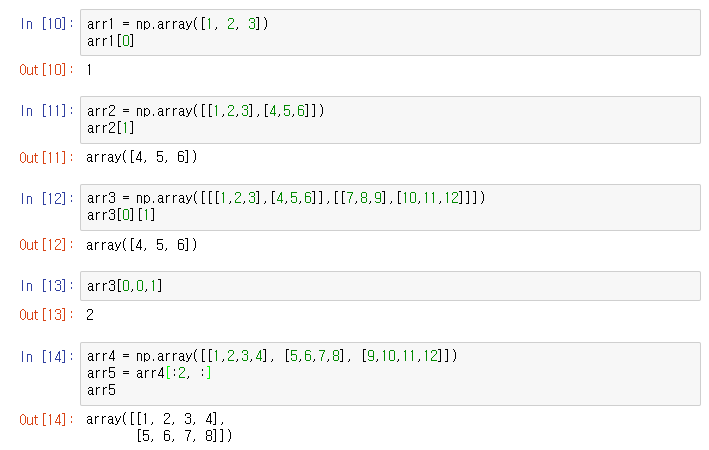 In [10]: arr1 = np.array([1, 2, 3])
arr1[0]
Out[10]: 1
In [11]: arr2 = np.array([[1,2,3],[4,5,6]])
arr2[1]
Out[11]: array([4, 5, 6])
In [12]: arr3 = np.array([[[1,2,3],[4,5,6]],[[7,8,9],[10,11,12]]])
arr3[0][1]
Out[12]: array([4, 5, 6])
In [13]: arr3[0,0,1]
Out[13]: 2
In [14]: arr4 = np.array([[1,2,3,4], [5,6,7,8], [9,10,11,12]])
arr5 = arr4[:2, :]
arr5
Out[14]: array([[1, 2, 3, 4],
[5, 6, 7, 8]])